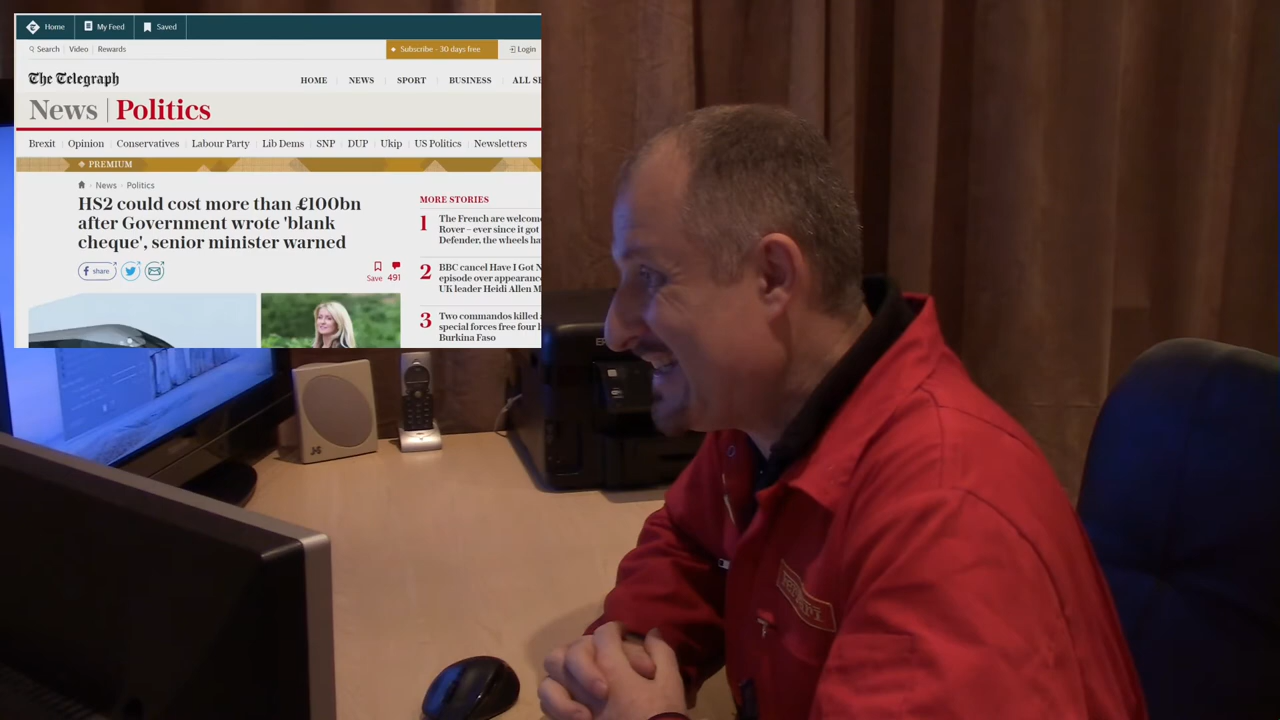 Home My Feed Saved
Search Video Rewards
Subscribe - 30 days free
Login
The Telegraph
HOME NEWS SPORT BUSINESS ALL SE
News Politics
Brexit Opinion Conservatives Labour Party Lib Dems SNP DUP Ukip US Politics Newsletters
PREMIUM
News Politics
HS2 could cost more than £100bn
after Government wrote 'blank
cheque', senior minister warned
share
Save 491
MORE STORIES
1
The French are welcome
Rover – ever since it got
Defender, the wheels ha
2
BBC cancel Have I Got N
episode over appearance
UK leader Heidi Allen M
3
Two commandos killed a
special forces free four h
Burkina Faso
Ferrari